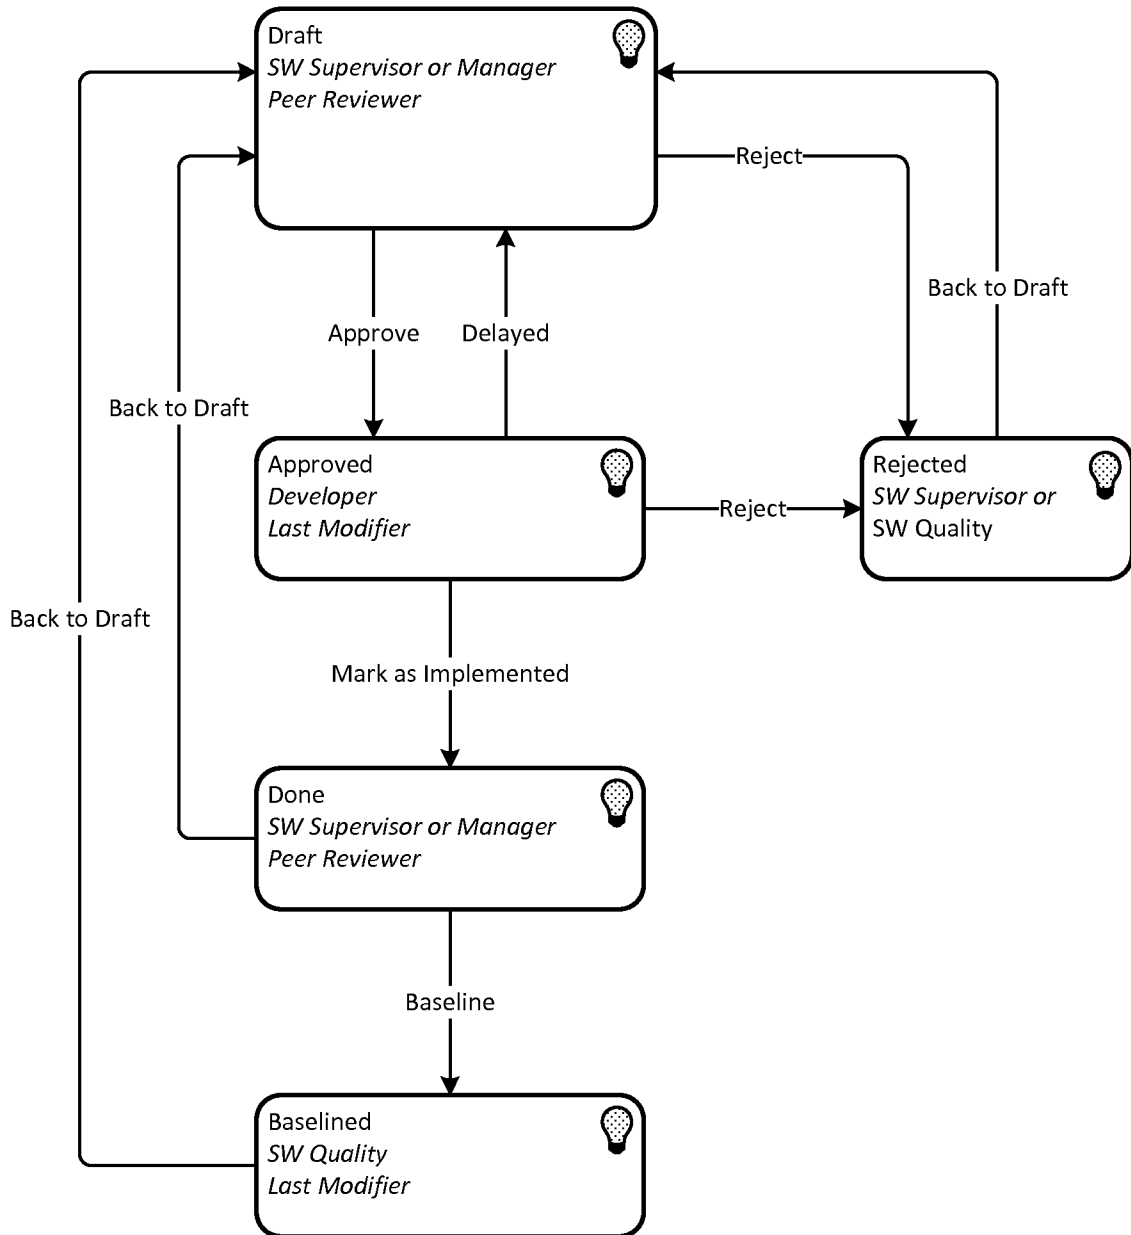 Draft
SW Supervisor or Manager
Peer Reviewer
Reject
Back to Draft
Approve
Delayed
Back to Draft
Approved
Developer
Last Modifier
Reject
Rejected
SW Supervisor or
SW Quality
Back to Draft
Mark as Implemented
Done
SW Supervisor or Manager
Peer Reviewer
Baseline
Baselined
SW Quality
Last Modifier